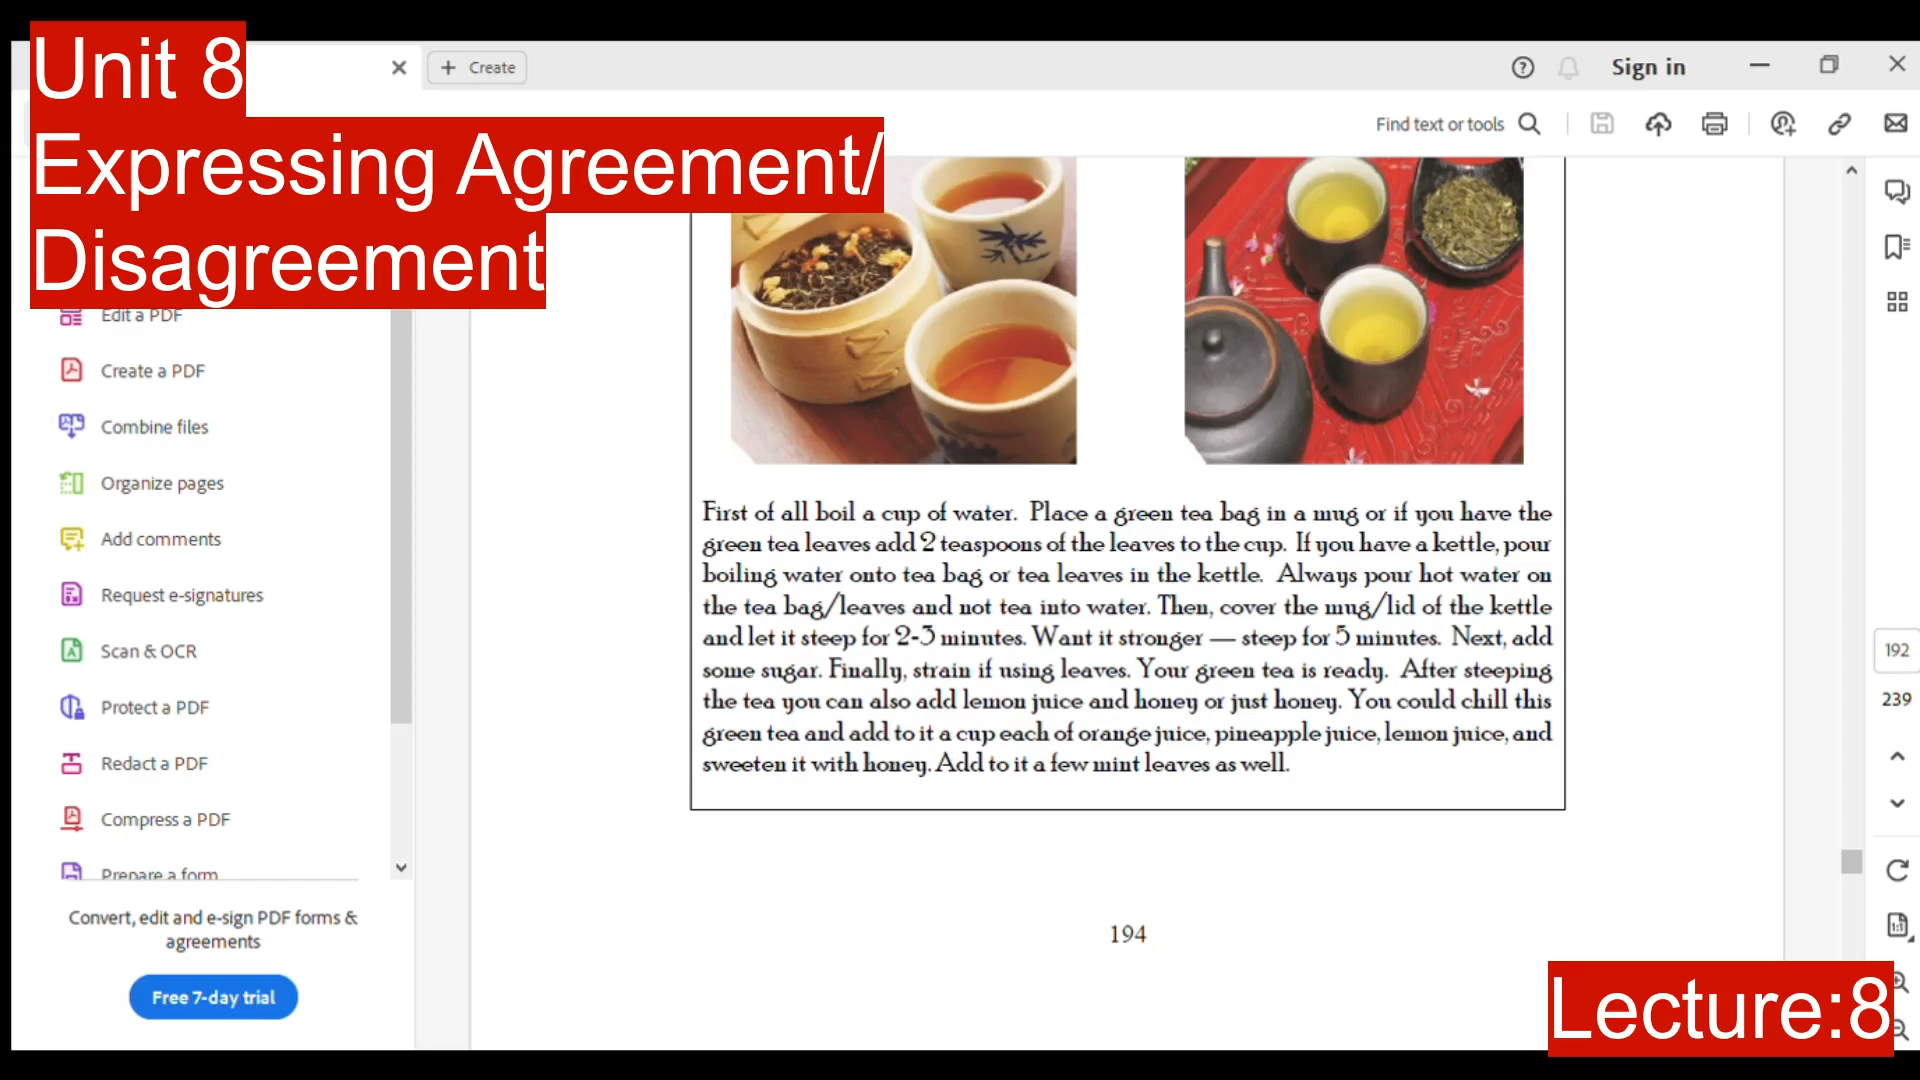 Unit 8
Expressing Agreement/
Disagreement
Create
Sign in
Find text or tools
Edit a PDF
Create a PDF
Combine files
Organize pages
Add comments
Request e-signatures
Scan & OCR
Protect a PDF
Redact a PDF
Compress a PDF
Prepare a form
Convert, edit and e-sign PDF forms &
agreements
Free 7-day trial
First of all boil a cup of water. Place a green tea bag in a mug or if you have the
green tea leaves add 2 teaspoons of the leaves to the cup. If you have a kettle, pour
boiling water onto tea bag or tea leaves in the kettle. Always pour hot water on
the tea bag/leaves and not tea into water. Then, cover the mug/lid of the kettle
and let it steep for 2-3 minutes. Want it stronger — steep for 5 minutes. Next, add
some sugar. Finally, strain if using leaves. Your green tea is ready. After steeping
the tea you can also add lemon juice and honey or just honey. You could chill this
green tea and add to it a cup each of orange juice, pineapple juice, lemon juice, and
sweeten it with honey. Add to it a few mint leaves as well.
194
192
239
1:1
Lecture:8